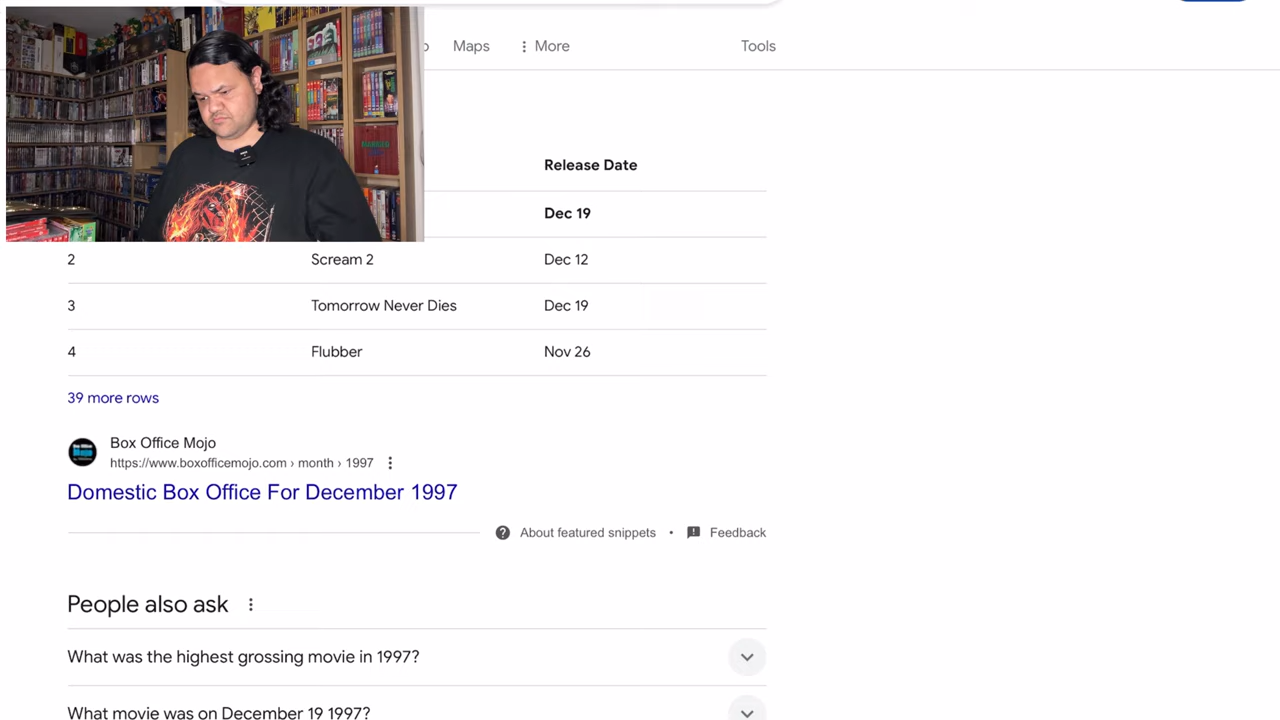 Maps
More
Tools
Release Date
Dec 19
2 Scream 2 Dec 12
3 Tomorrow Never Dies Dec 19
4 Flubber Nov 26
39 more rows
Box Office Mojo
https://www.boxofficemojo.com › month › 1997
Domestic Box Office For December 1997
About featured snippets • Feedback
People also ask
What was the highest grossing movie in 1997?
What movie was on December 19 1997?